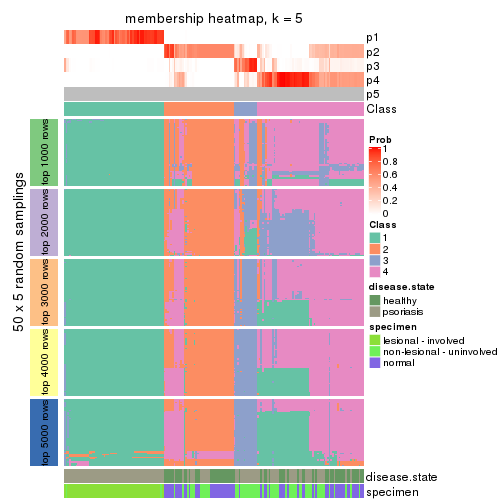 membership heatmap, k = 5
p1
p2
p3
p4
p5
Class
50 x 5 random samplings
top 1000 rows
top 2000 rows
top 3000 rows
top 4000 rows
top 5000 rows
Prob
1
0.8
0.6
0.4
0.2
0
Class
1
2
3
4
disease.state
healthy
psoriasis
specimen
lesional - involved
non-lesional - uninvolved
normal
disease.state
specimen